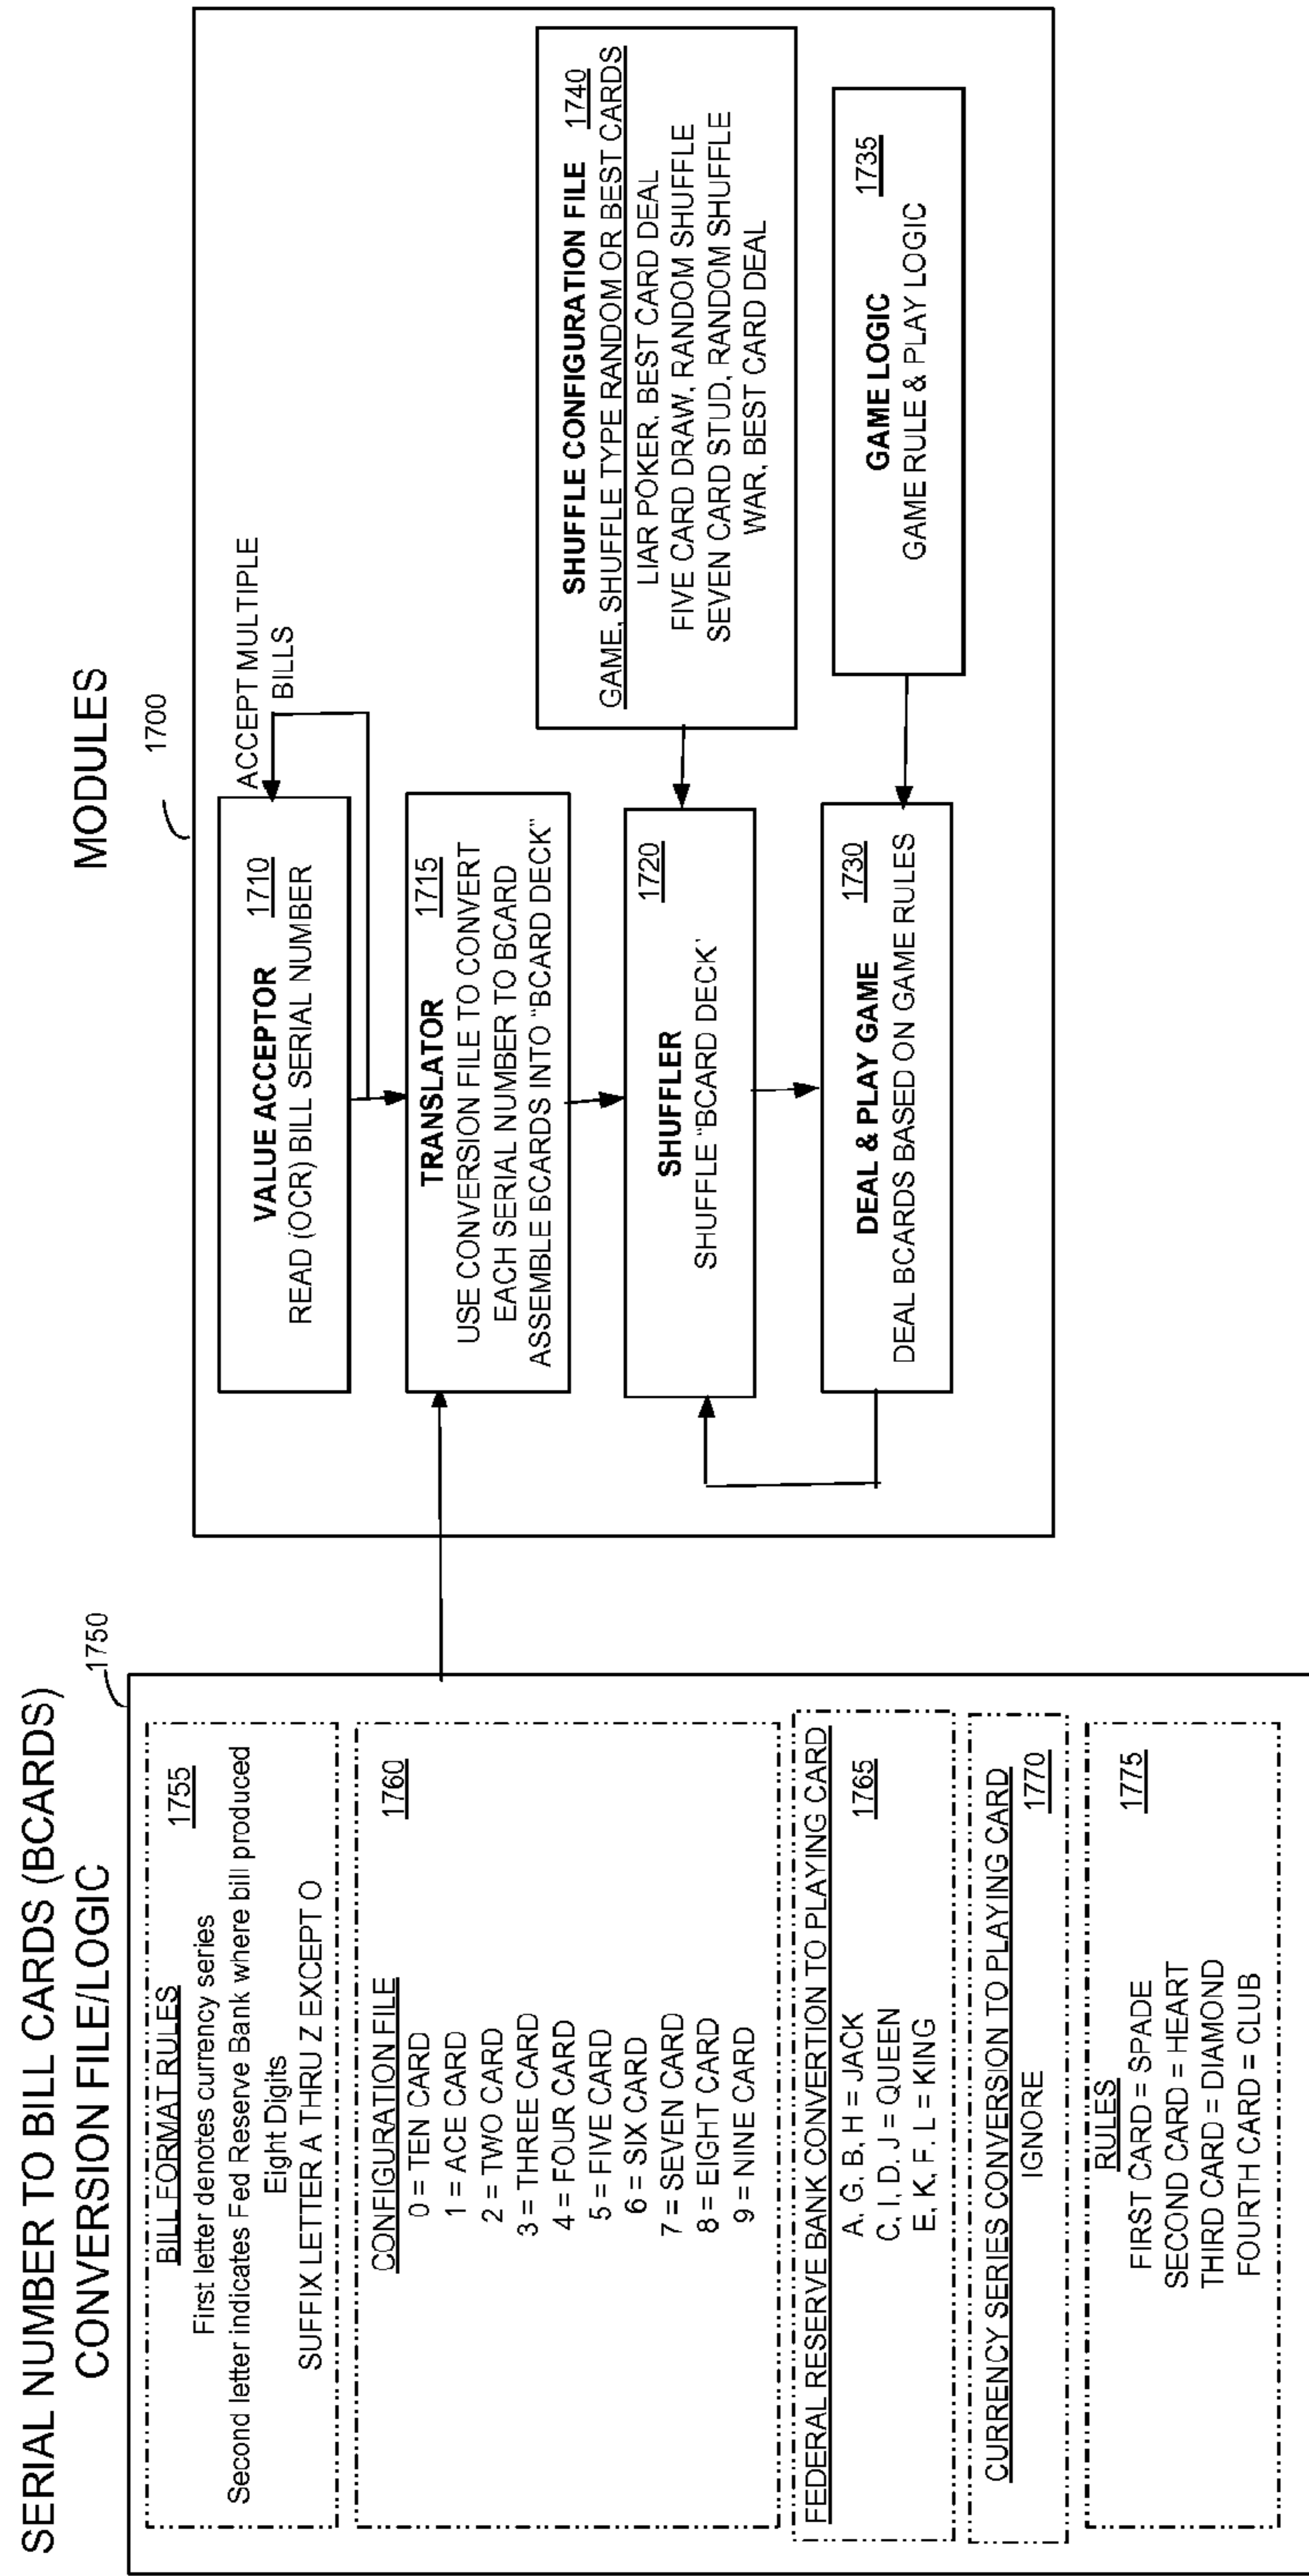 SERIAL NUMBER TO BILL CARDS (BCARDS)
CONVERSION FILE/LOGIC
1750
BILL FORMAT RULES
1755
First letter denotes currency series
Second letter indicates Fed Reserve Bank where bill produced
Eight Digits
SUFFIX LETTER A THRU Z EXCEPT O
CONFIGURATION FILE
1760
0 = TEN CARD
1 = ACE CARD
2 = TWO CARD
3 = THREE CARD
4 = FOUR CARD
5 = FIVE CARD
6 = SIX CARD
7 = SEVEN CARD
8 = EIGHT CARD
9 = NINE CARD
FEDERAL RESERVE BANK CONVERTION TO PLAYING CARD
A, G, B, H = JACK
1765
C, I, D, J = QUEEN
E, K, F, L = KING
CURRENCY SERIES CONVERSION TO PLAYING CARD
IGNORE
1770
RULES
1775
FIRST CARD = SPADE
SECOND CARD = HEART
THIRD CARD = DIAMOND
FOURTH CARD = CLUB
MODULES
1700
ACCEPT MULTIPLE
BILLS
VALUE ACCEPTOR 1710
READ (OCR) BILL SERIAL NUMBER
TRANSLATOR 1715
USE CONVERSION FILE TO CONVERT
EACH SERIAL NUMBER TO BCARD
ASSEMBLE BCARDS INTO "BCARD DECK"
SHUFFLER 1720
SHUFFLE "BCARD DECK'
DEAL & PLAY GAME 1730
DEAL BCARDS BASED ON GAME RULES
SHUFFLE CONFIGURATION FILE 1740
GAME, SHUFFLE TYPE RANDOM OR BEST CARDS
LIAR POKER, BEST CARD DEAL
FIVE CARD DRAW, RANDOM SHUFFLE
SEVEN CARD STUD, RANDOM SHUFFLE
WAR, BEST CARD DEAL
GAME LOGIC 1735
GAME RULE & PLAY LOGIC